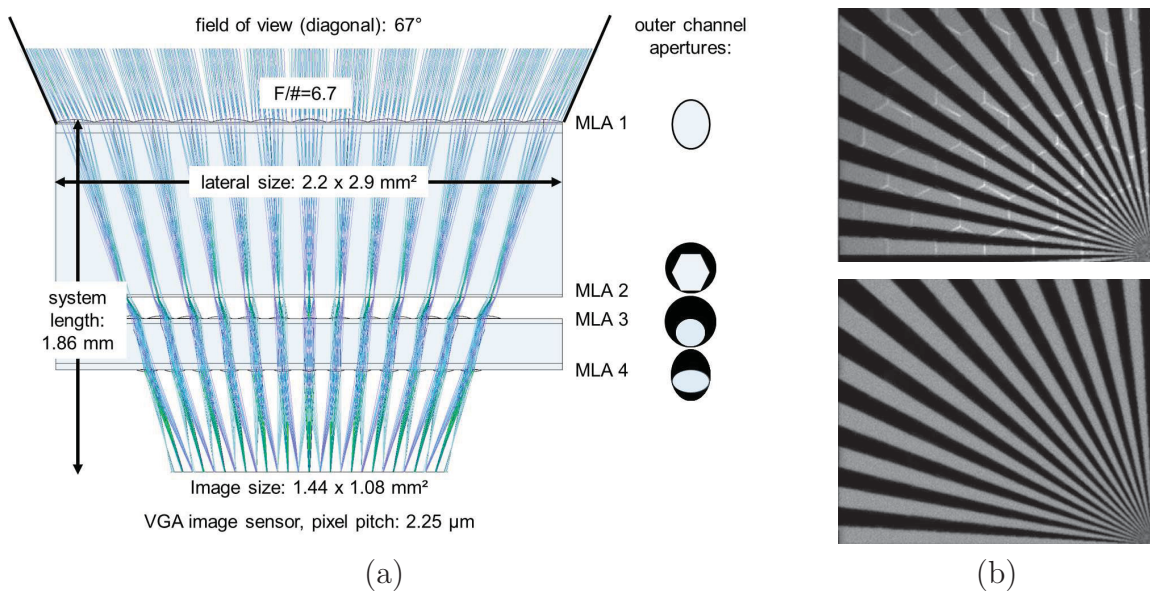 field of view (diagonal): 67°
outer channel
apertures:
F/#=6.7
MLA 1
lateral size: 2.2 x 2.9 mm²
MLA 2
system
length:
1.86 mm
MLA 3
MLA 4
Image size: 1.44 x 1.08 mm²
VGA image sensor, pixel pitch: 2.25 µm
(a)
(b)